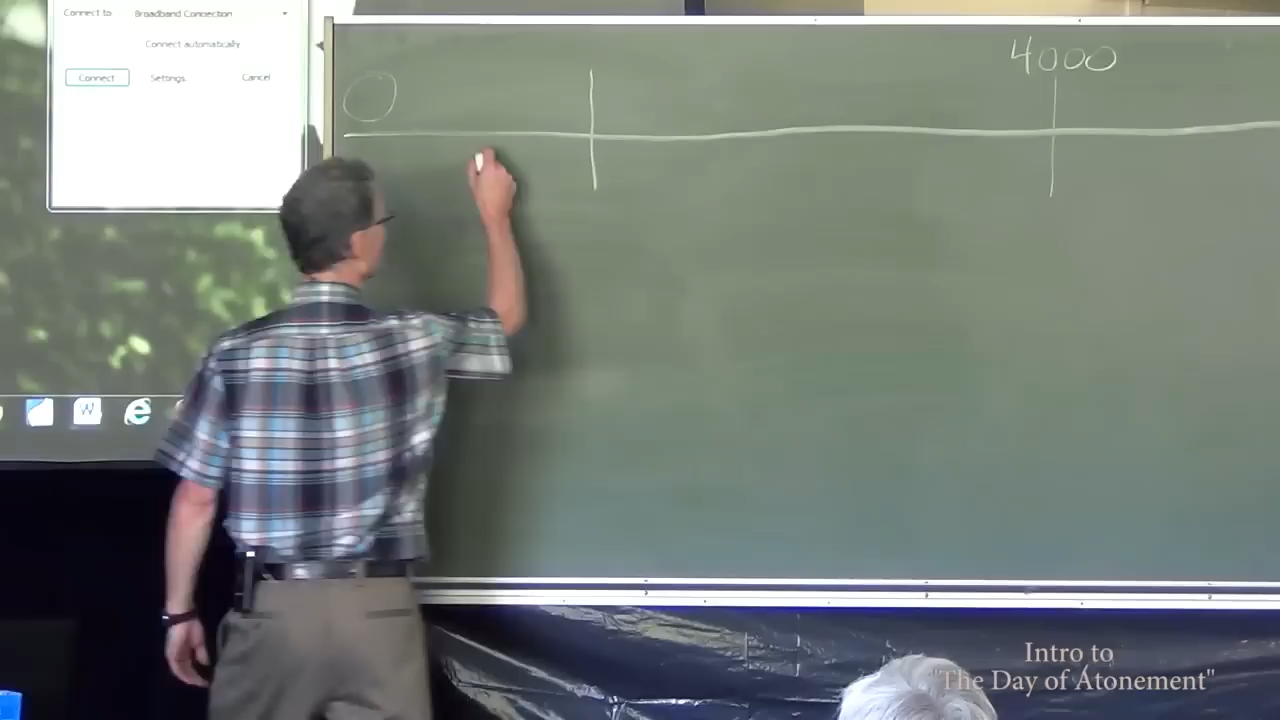 Connect to Broadband Connection
Connect automatically
Connect Settings Cancel
4000
0
W
e
Intro to
"The Day of Atonement"